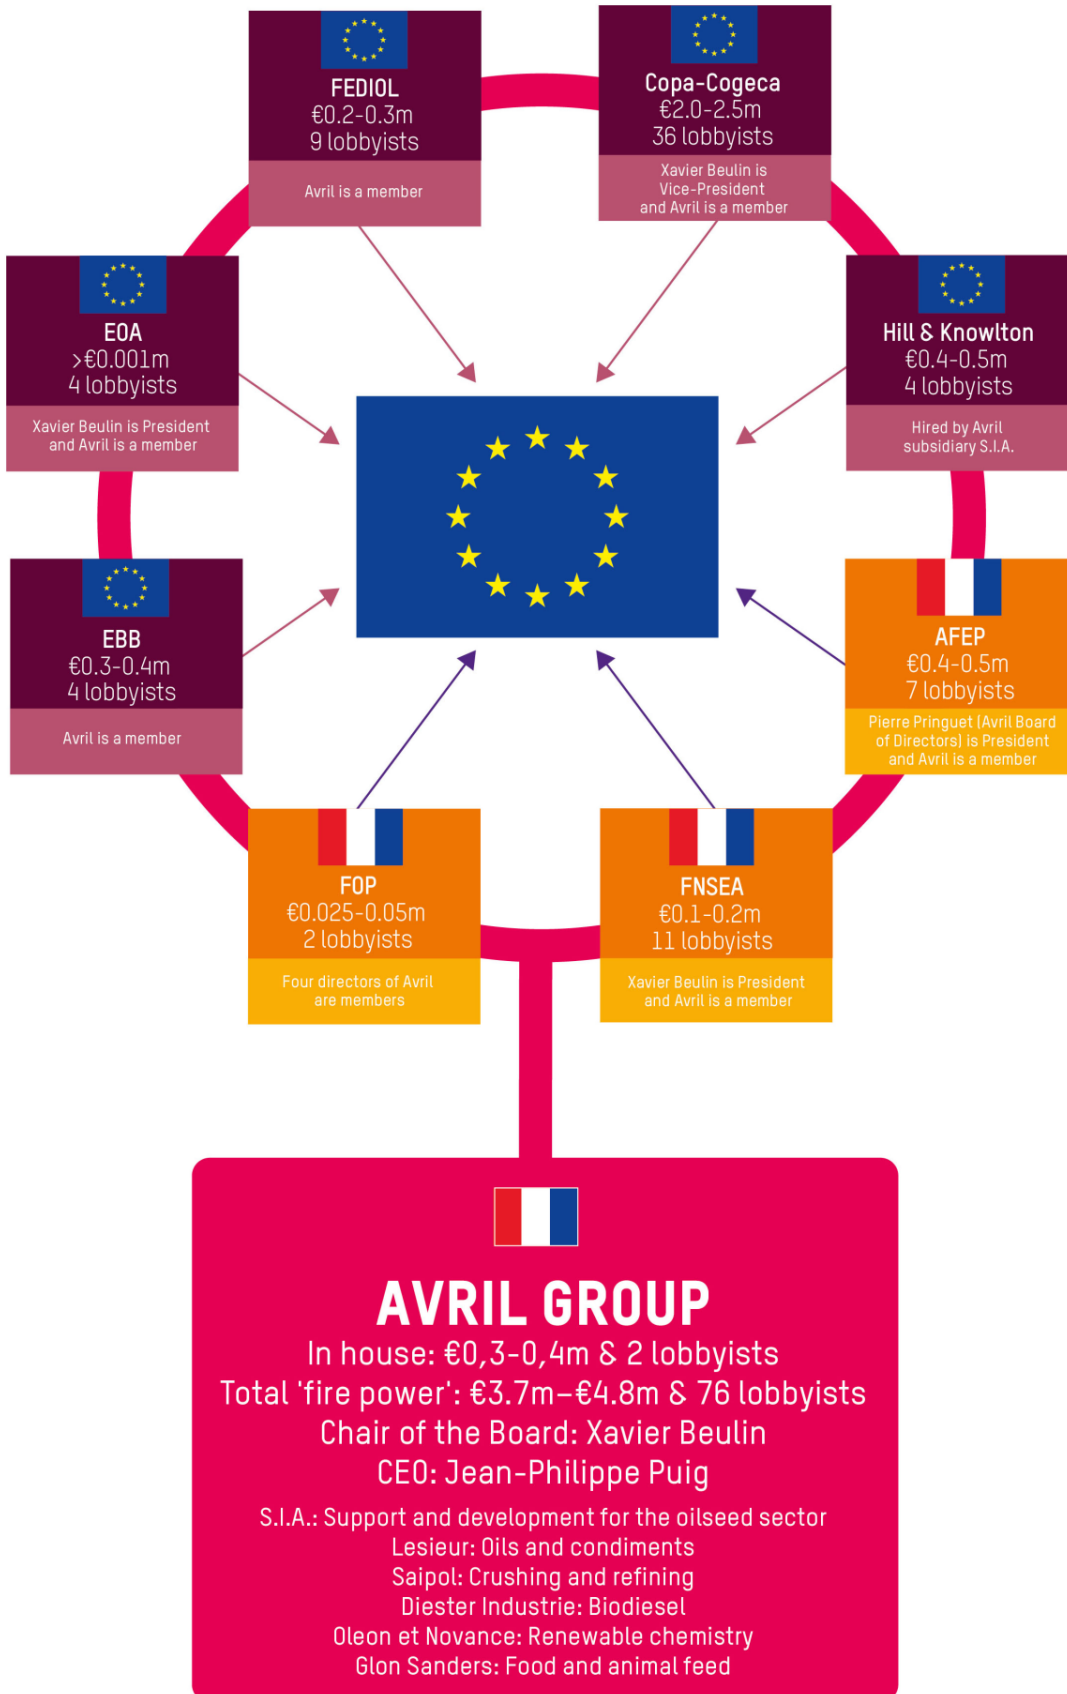 FEDIOL
€0.2-0.3m
9 lobbyists
Avril is a member
Copa-Cogeca
€2.0-2.5m
36 lobbyists
Xavier Beulin is
Vice-President
and Avril is a member
EOA
>€0.001m
4 lobbyists
Xavier Beulin is President
and Avril is a member
Hill & Knowlton
€0.4-0.5m
4 lobbyists
Hired by Avril
subsidiary S.I.A.
EBB
€0.3-0.4m
4 lobbyists
Avril is a member
AFEP
€0.4-0.5m
7 lobbyists
Pierre Pringuet (Avril Board
of Directors) is President
and Avril is a member
FOP
€0.025-0.05m
2 lobbyists
Four directors of Avril
are members
FNSEA
€0.1-0.2m
11 lobbyists
Xavier Beulin is President
and Avril is a member
AVRIL GROUP
In house: €0,3-0,4m & 2 lobbyists
Total 'fire power': €3.7m–€4.8m & 76 lobbyists
Chair of the Board: Xavier Beulin
CEO: Jean-Philippe Puig
S.I.A.: Support and development for the oilseed sector
Lesieur: Oils and condiments
Saipol: Crushing and refining
Diester Industrie: Biodiesel
Oleon et Novance: Renewable chemistry
Glon Sanders: Food and animal feed